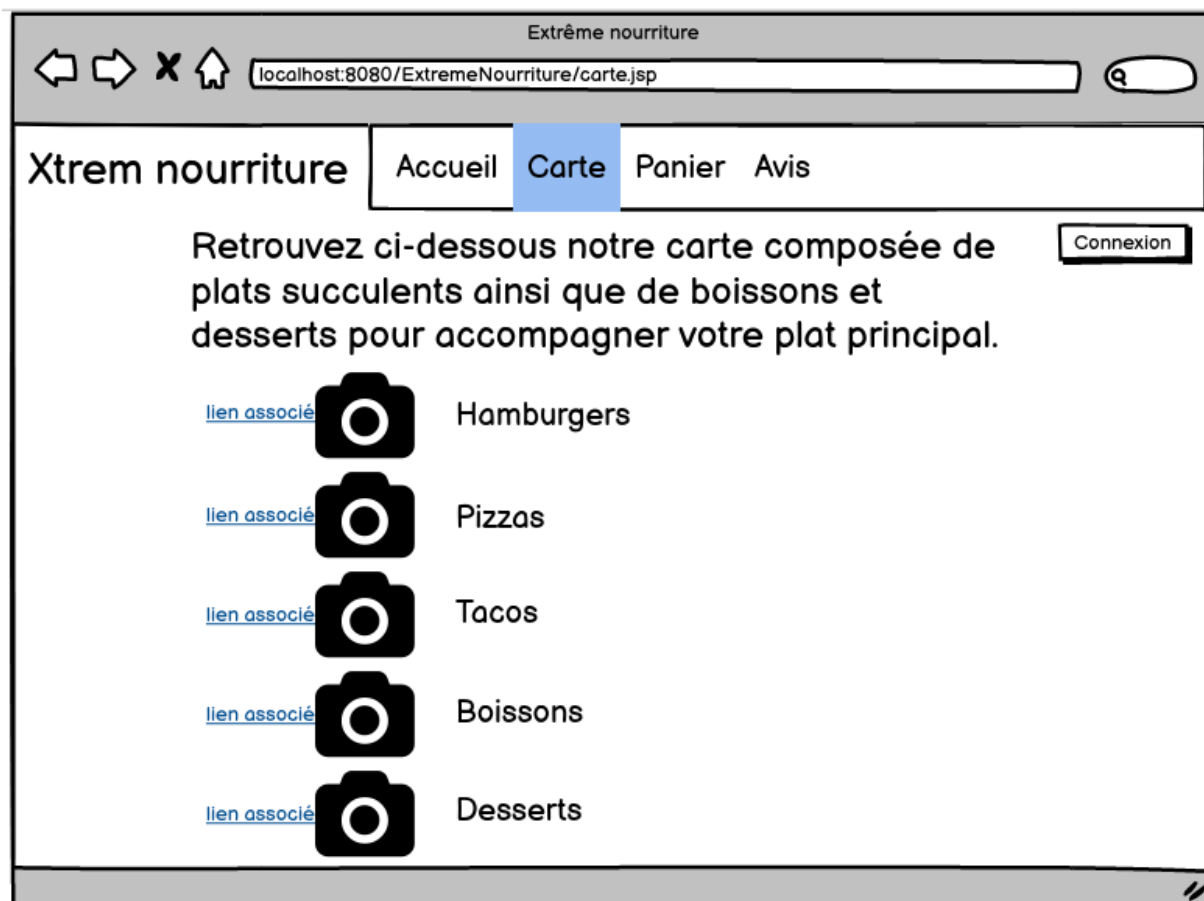 Extrême nourriture
localhost:8080/ExtremeNourriture/carte.jsp
Xtrem nourriture
Accueil Carte Panier Avis
Connexion
Retrouvez ci-dessous notre carte composée de
plats succulents ainsi que de boissons et
desserts pour accompagner votre plat principal.
lien associé Hamburgers
lien associé Pizzas
lien associé Tacos
lien associé Boissons
lien associé Desserts